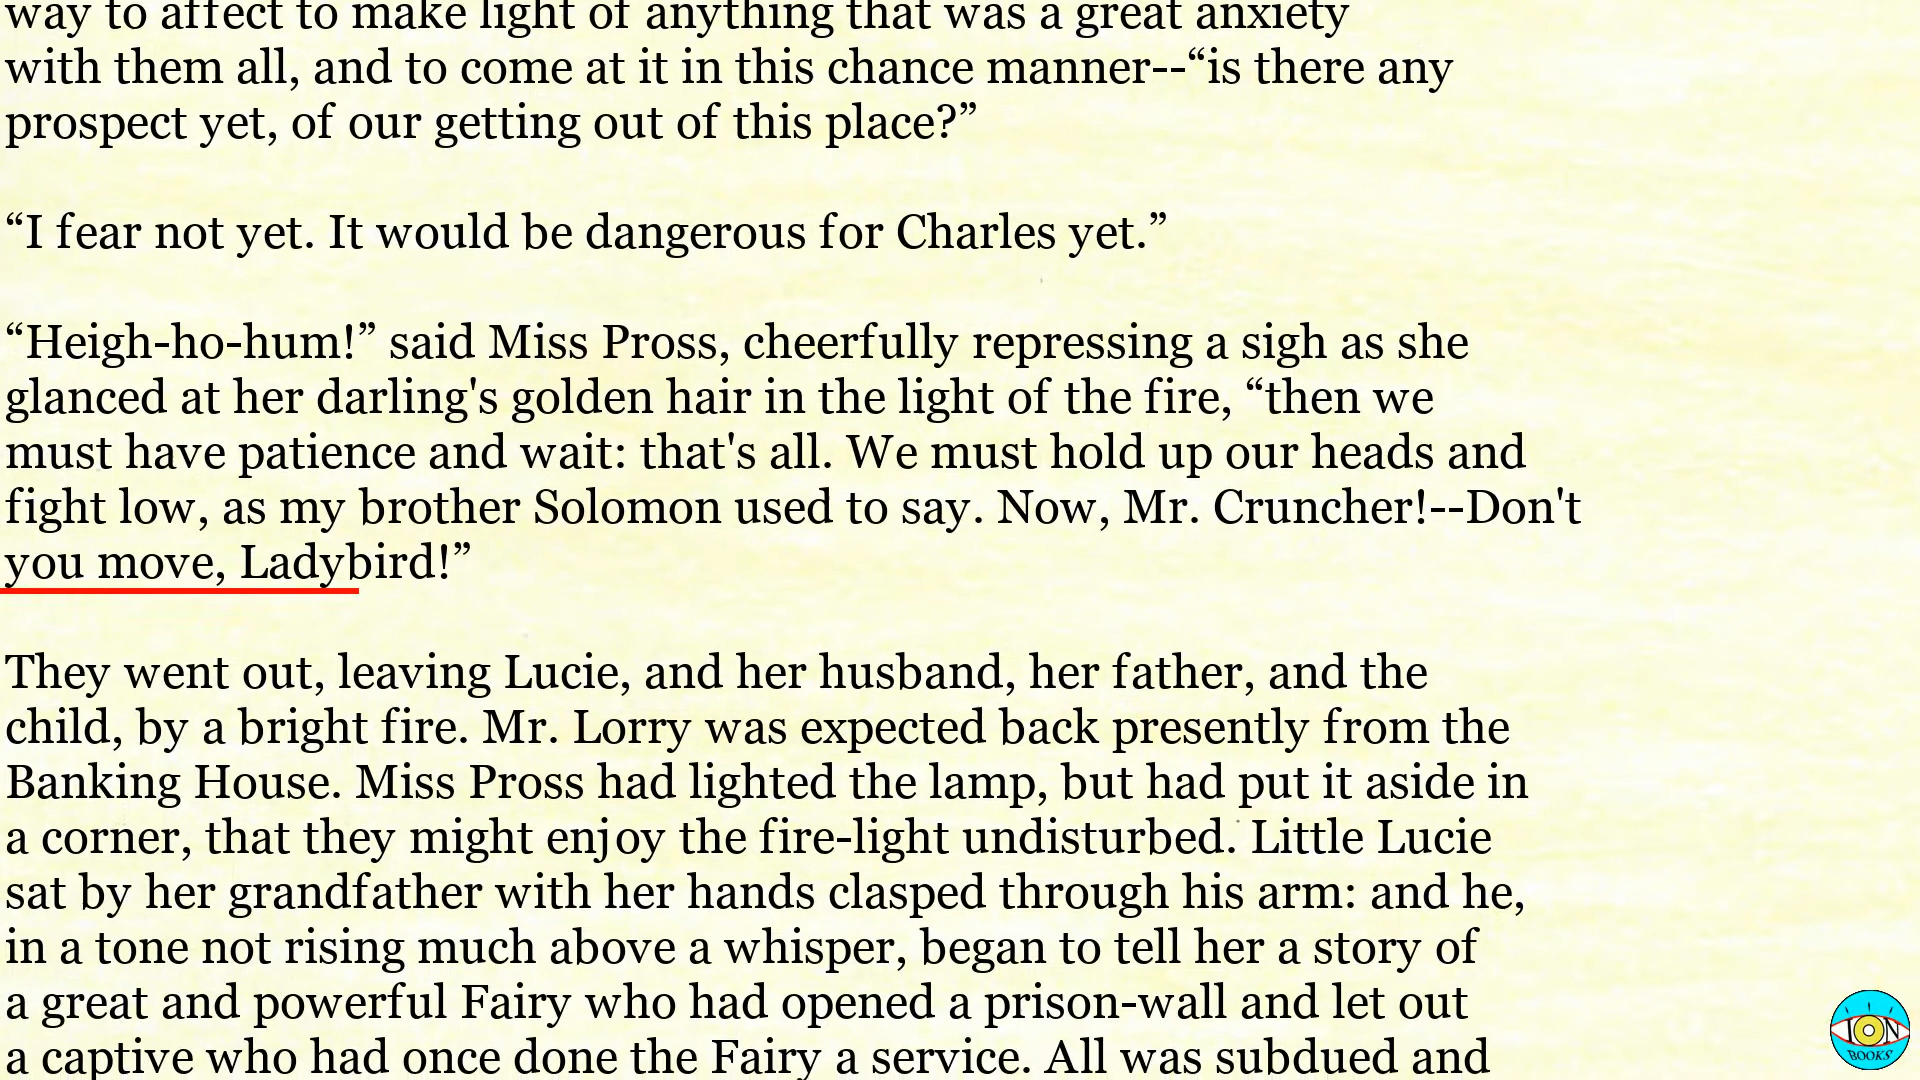 way to affect to make light of anything that was a great anxiety
with them all, and to come at it in this chance manner--“is there any
prospect yet, of our getting out of this place?”
“I fear not yet. It would be dangerous for Charles yet.”
“Heigh-ho-hum!” said Miss Pross, cheerfully repressing a sigh as she
glanced at her darling's golden hair in the light of the fire, “then we
must have patience and wait: that's all. We must hold up our heads and
fight low, as my brother Solomon used to say. Now, Mr. Cruncher!--Don't
you move, Ladybird!”
They went out, leaving Lucie, and her husband, her father, and the
child, by a bright fire. Mr. Lorry was expected back presently from the
Banking House. Miss Pross had lighted the lamp, but had put it aside in
a corner, that they might enjoy the fire-light undisturbed. Little Lucie
sat by her grandfather with her hands clasped through his arm: and he,
in a tone not rising much above a whisper, began to tell her a story of
a great and powerful Fairy who had opened a prison-wall and let out
a captive who had once done the Fairy a service. All was subdued and
ION
BOOKS